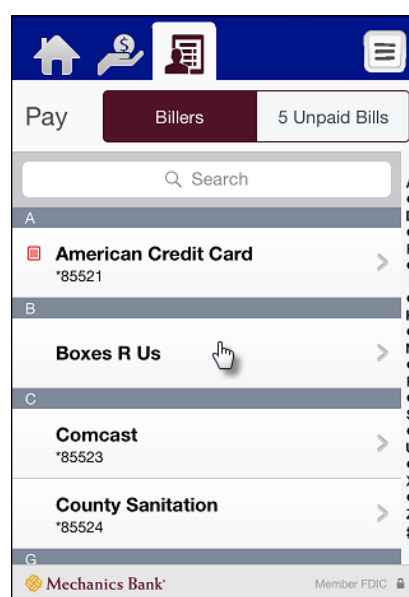 Pay
Billers
5 Unpaid Bills
Search
A
American Credit Card
*85521
B
Boxes R Us
C
Comcast
*85523
County Sanitation
*85524
G
Mechanics Bank
Member FDIC